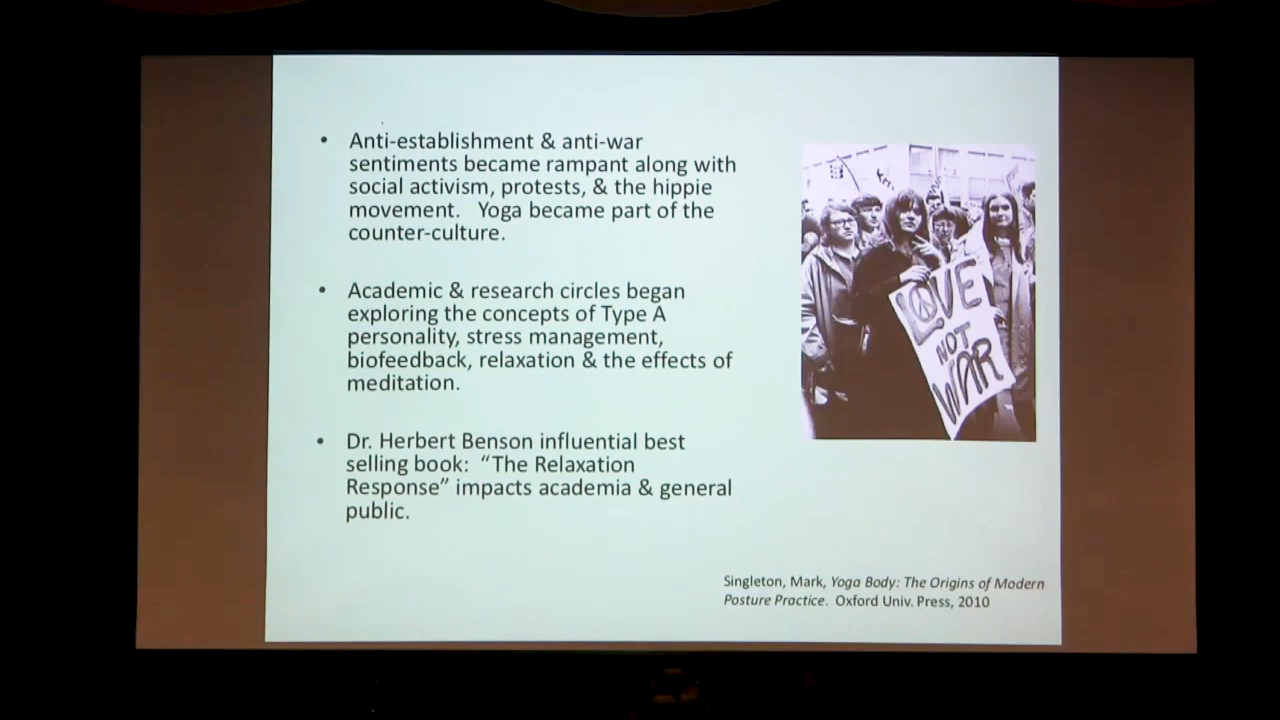 • Anti-establishment & anti-war
sentiments became rampant along with
social activism, protests, & the hippie
movement.   Yoga became part of the
counter-culture.
• Academic & research circles began
exploring the concepts of Type A
personality, stress management,
biofeedback, relaxation & the effects of
meditation.
• Dr. Herbert Benson influential best
selling book:  “The Relaxation
Response” impacts academia & general
public.
LOVE
NOT
WAR
Singleton, Mark, Yoga Body: The Origins of Modern
Posture Practice.  Oxford Univ. Press, 2010